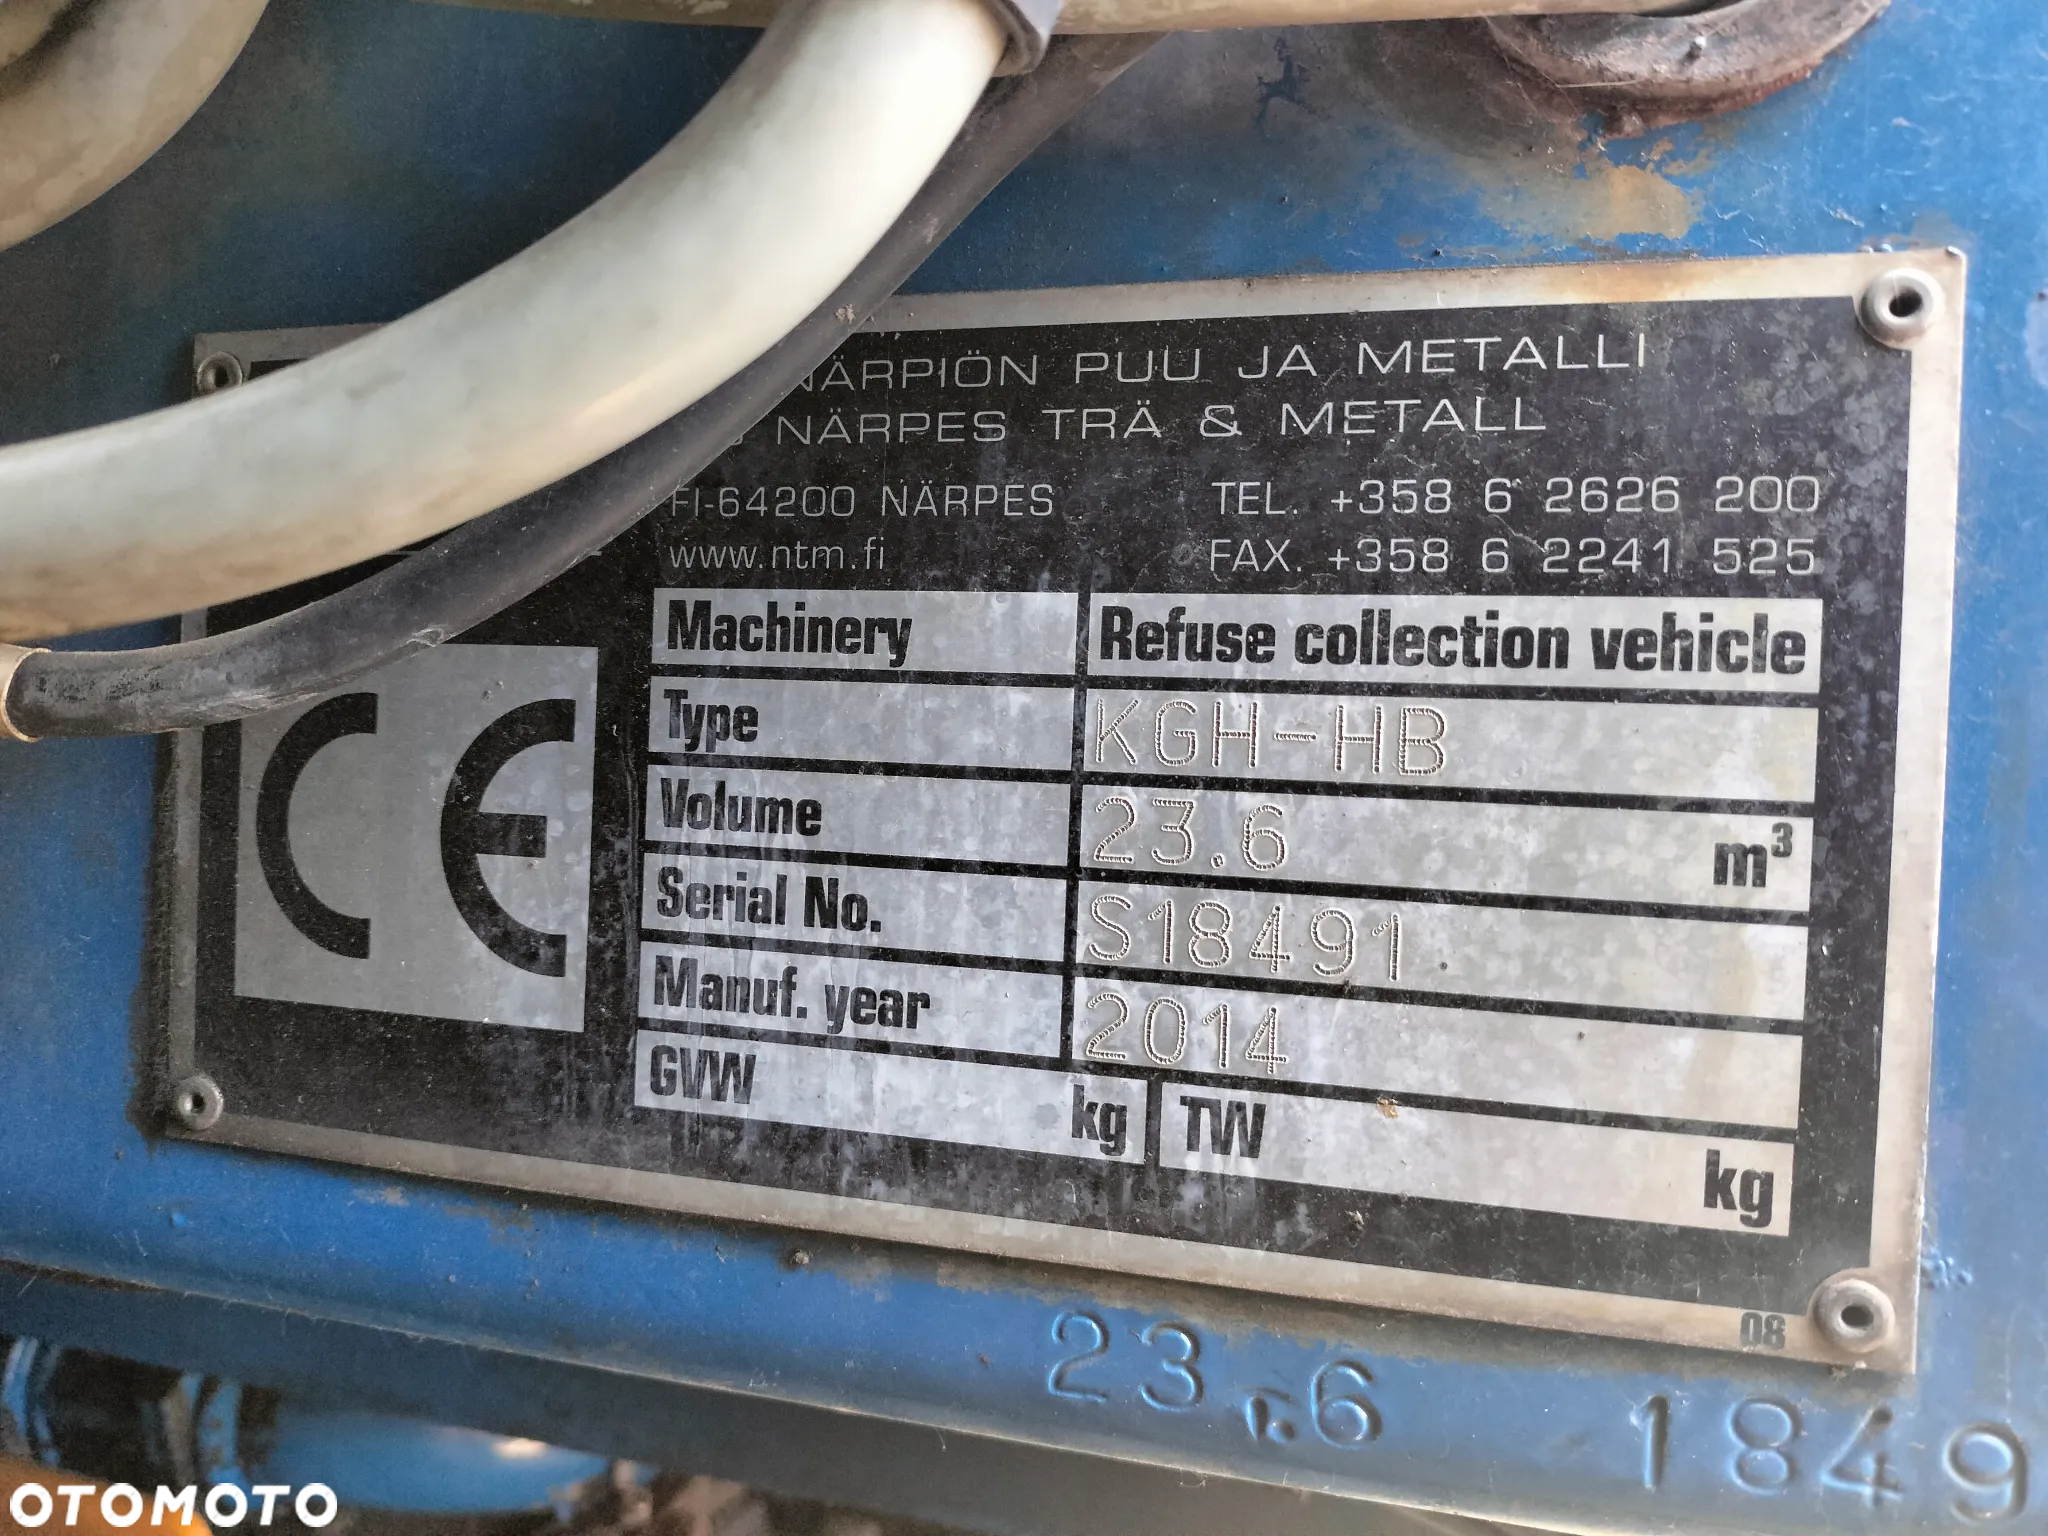 NÄRPIÖN PUU JA METALLI
NÄRPES TRÄ & METALL
FI-64200 NÄRPES TEL. +358 6 2626 200
www.ntm.fi FAX. +358 6 2241 525
CE
Machinery Refuse collection vehicle
Type KGH-HB
Volume 23.6 m³
Serial No. S18491
Manuf. year 2014
GVW kg TW kg
08
23.6 1849
OTOMOTO